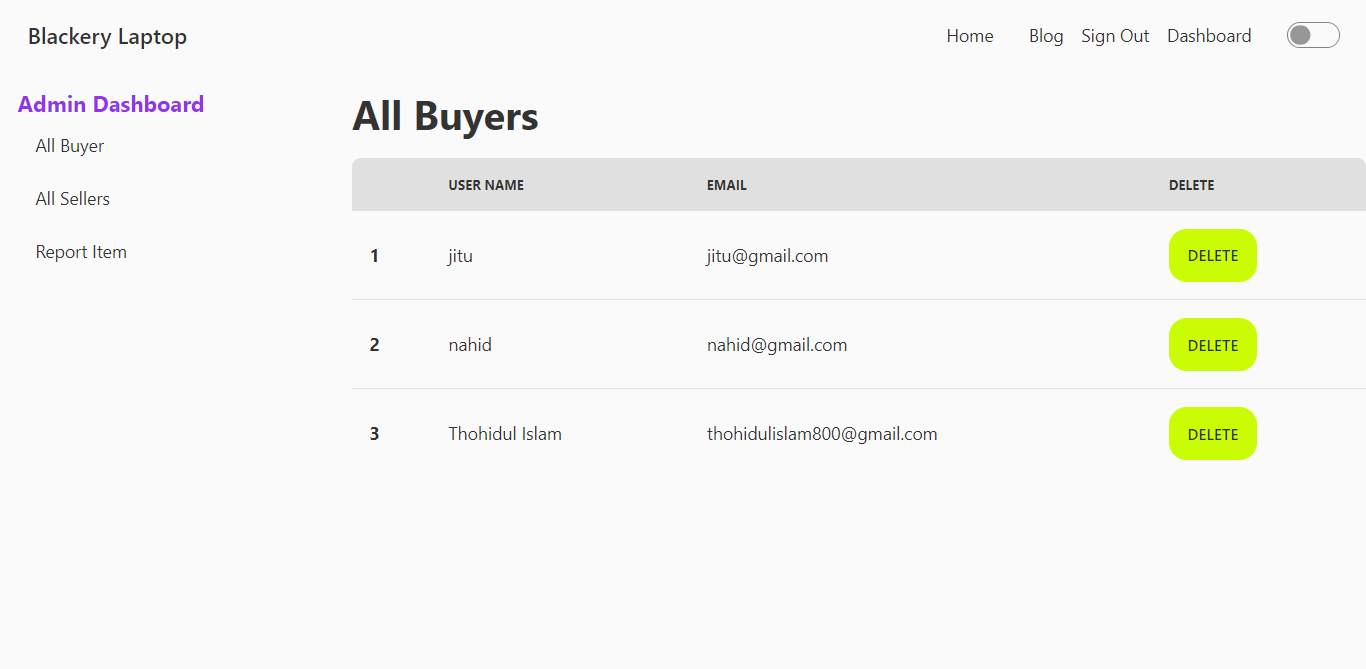 Blackery Laptop
Home Blog Sign Out Dashboard
Admin Dashboard
All Buyer
All Sellers
Report Item
All Buyers
USER NAME EMAIL DELETE
1 jitu jitu@gmail.com DELETE
2 nahid nahid@gmail.com DELETE
3 Thohidul Islam thohidulislam800@gmail.com DELETE